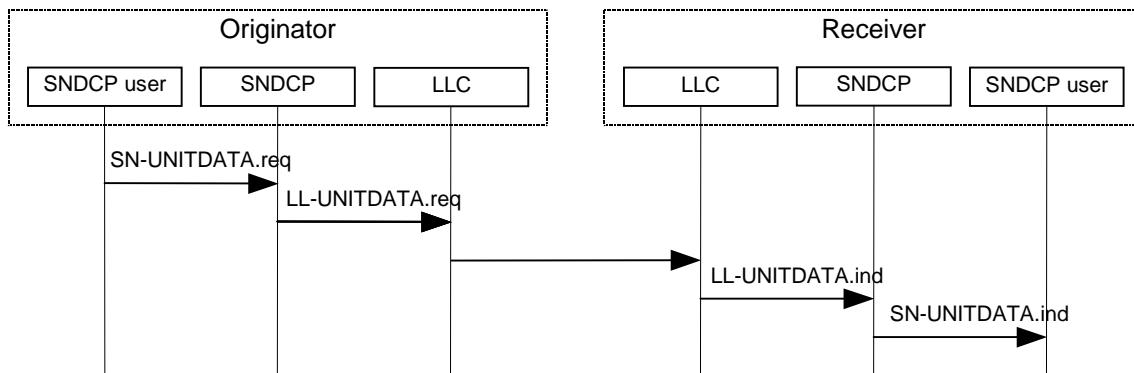 Originator
Receiver
SNDCP user
SNDCP
LLC
LLC
SNDCP
SNDCP user
SN-UNITDATA.req
LL-UNITDATA.req
LL-UNITDATA.ind
SN-UNITDATA.ind